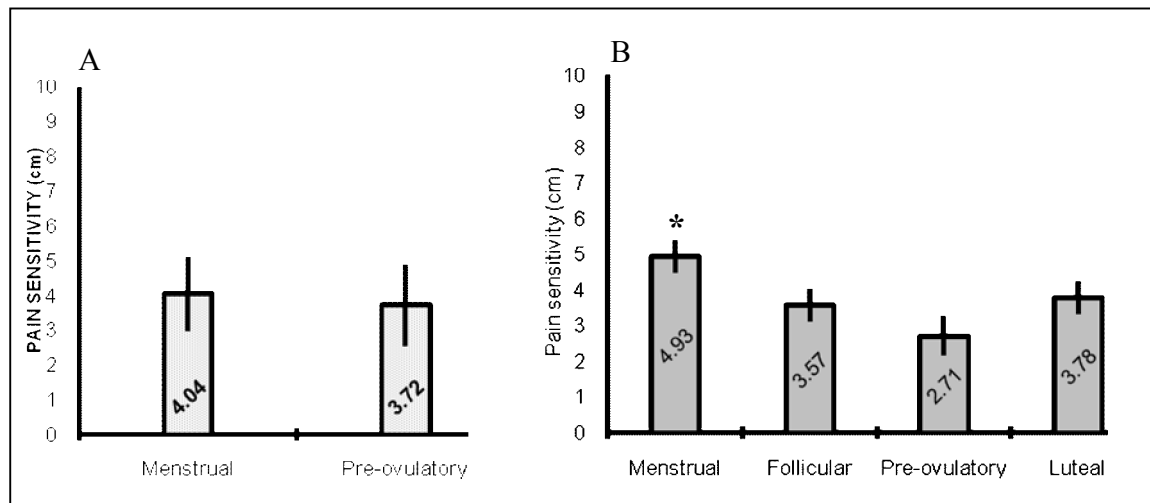 A
PAIN SENSITIVITY (cm)
10
9
8
7
6
5
4
3
2
1
0
4.04
3.72
Menstrual
Pre-ovulatory
B
Pain sensitivity (cm)
10
9
8
7
6
5
4
3
2
1
0
*
4.93
3.57
2.71
3.78
Menstrual
Follicular
Pre-ovulatory
Luteal